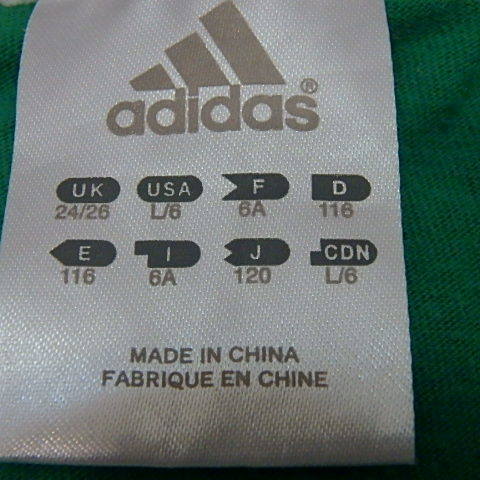 adidas®
UK USA F D
24/26 L/6 6A 116
E I J CDN
116 6A 120 L/6
MADE IN CHINA
FABRIQUE EN CHINE